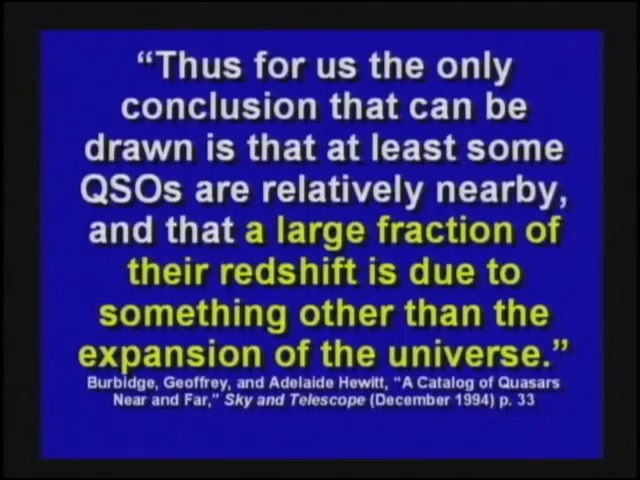 “Thus for us the only
conclusion that can be
drawn is that at least some
QSOs are relatively nearby,
and that a large fraction of
their redshift is due to
something other than the
expansion of the universe.”
Burbidge, Geoffrey, and Adelaide Hewitt, “A Catalog of Quasars
Near and Far,” Sky and Telescope (December 1994) p. 33